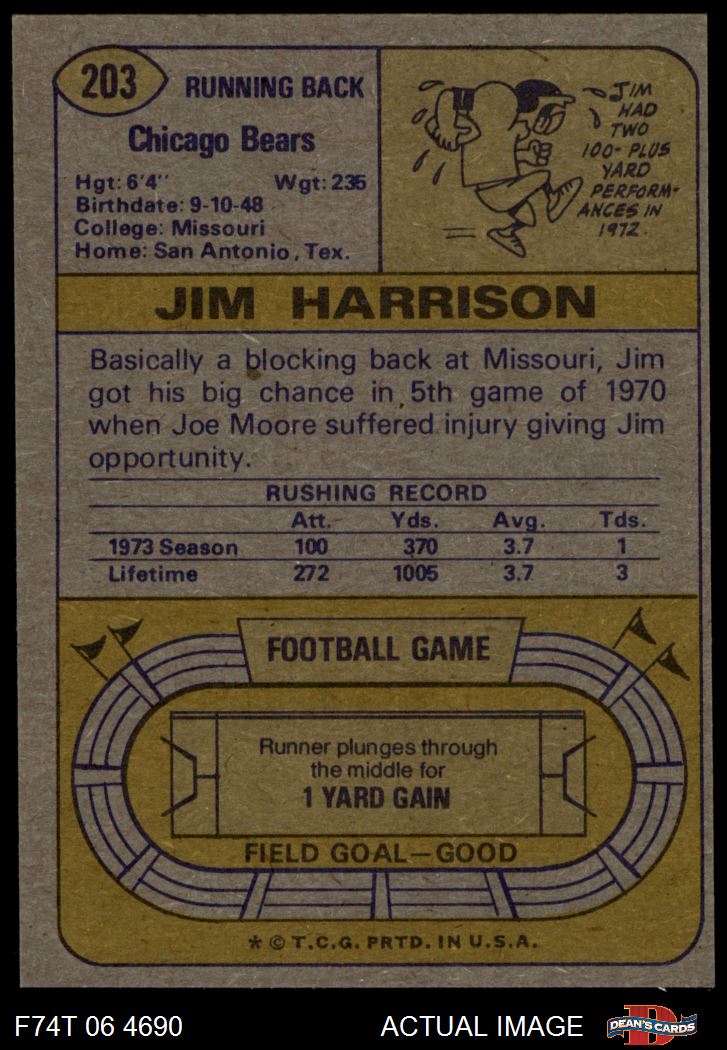 203
RUNNING BACK
Chicago Bears
Hgt: 6'4" Wgt: 235
Birthdate: 9-10-48
College: Missouri
Home: San Antonio, Tex.
JIM
HAD
TWO
100-PLUS
YARD
PERFORM-
ANCES IN
1972.
JIM HARRISON
Basically a blocking back at Missouri, Jim
got his big chance in 5th game of 1970
when Joe Moore suffered injury giving Jim
opportunity.
RUSHING RECORD
Att. Yds. Avg. Tds.
1973 Season 100 370 3.7 1
Lifetime 272 1005 3.7 3
FOOTBALL GAME
Runner plunges through
the middle for
1 YARD GAIN
FIELD GOAL—GOOD
* © T.C.G. PRTD. IN U.S.A.
F74T 06 4690 ACTUAL IMAGE
D
DEAN'S CARDS